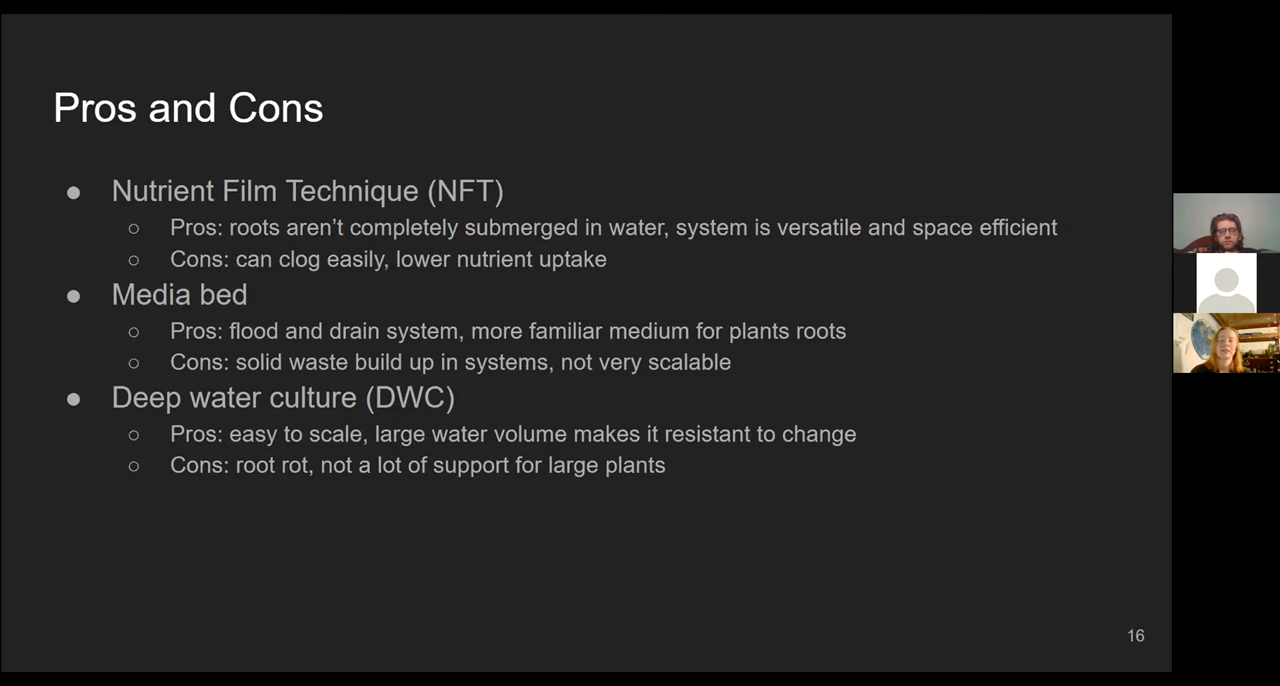 Pros and Cons
● Nutrient Film Technique (NFT)
○ Pros: roots aren’t completely submerged in water, system is versatile and space efficient
○ Cons: can clog easily, lower nutrient uptake
● Media bed
○ Pros: flood and drain system, more familiar medium for plants roots
○ Cons: solid waste build up in systems, not very scalable
● Deep water culture (DWC)
○ Pros: easy to scale, large water volume makes it resistant to change
○ Cons: root rot, not a lot of support for large plants
16